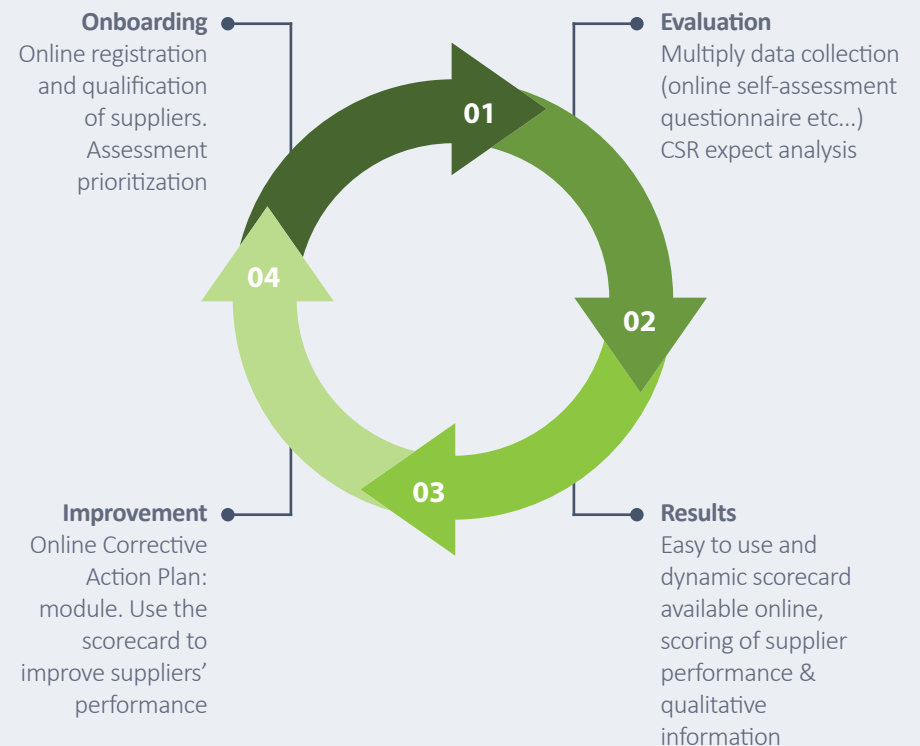 Onboarding
Online registration
and qualification
of suppliers.
Assessment
prioritization
01
Evaluation
Multiply data collection
(online self-assessment
questionnaire etc...)
CSR expect analysis
02
Results
Easy to use and
dynamic scorecard
available online,
scoring of supplier
performance &
qualitative
information
03
Improvement
Online Corrective
Action Plan:
module. Use the
scorecard to
improve suppliers’
performance
04